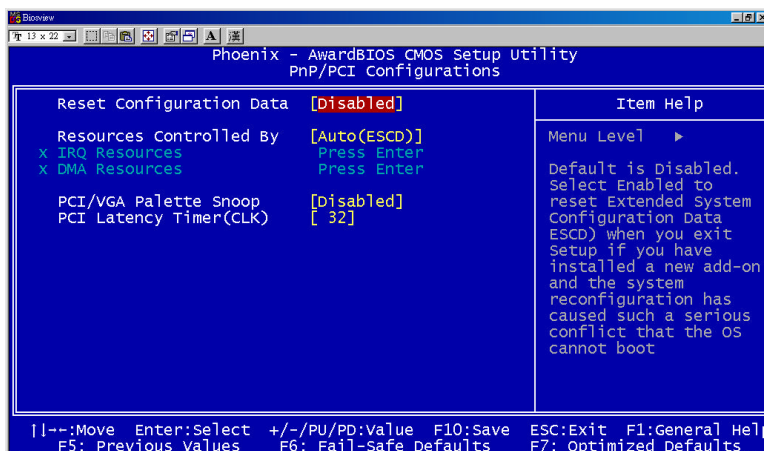 Biosview
Tr 13 x 22 A 漢
Phoenix - AwardBIOS CMOS Setup Utility
PnP/PCI Configurations
Reset Configuration Data [Disabled]
Resources Controlled By [Auto(ESCD)]
x IRQ Resources Press Enter
x DMA Resources Press Enter
PCI/VGA Palette Snoop [Disabled]
PCI Latency Timer(CLK) [ 32]
Item Help
Menu Level ►
Default is Disabled.
Select Enabled to
reset Extended System
Configuration Data
ESCD) when you exit
Setup if you have
installed a new add-on
and the system
reconfiguration has
caused such a serious
conflict that the OS
cannot boot
↑↓→←:Move Enter:Select +/-/PU/PD:Value F10:Save ESC:Exit F1:General Help
F5: Previous Values F6: Fail-Safe Defaults F7: Optimized Defaults